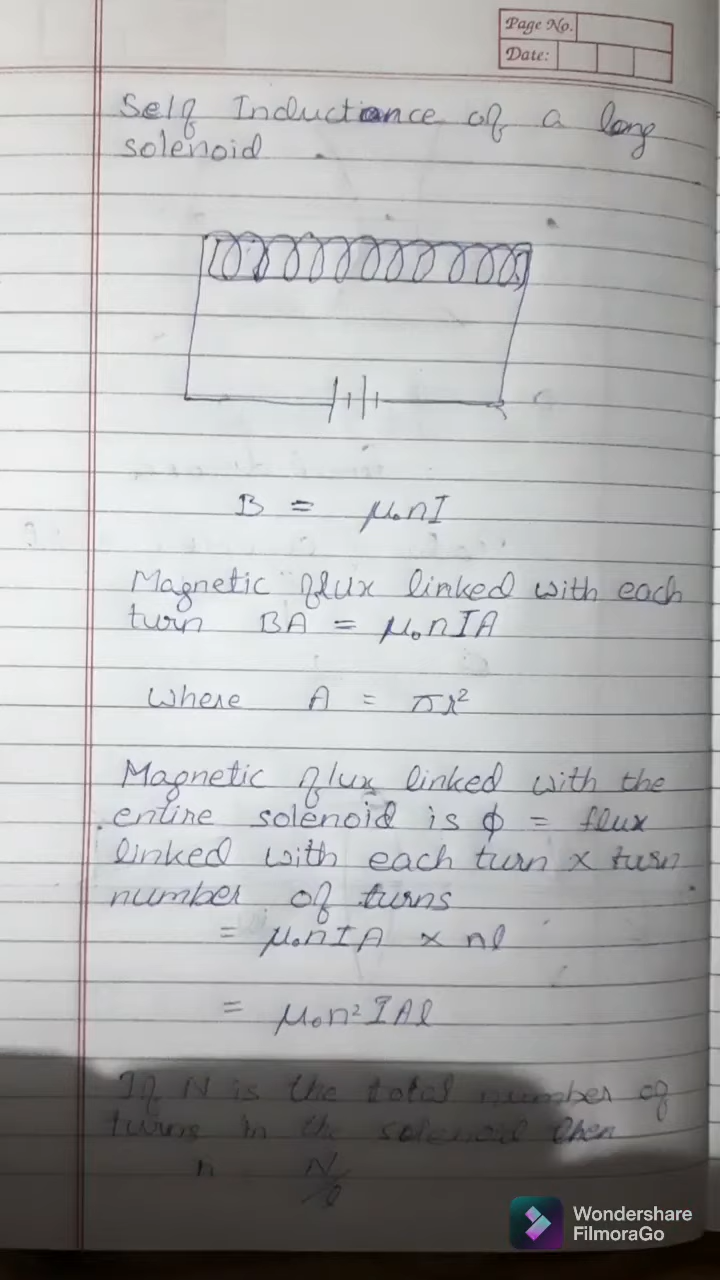 Page No.
Date:
Self Inductance of a long
solenoid
B = μ₀nI
Magnetic flux linked with each
turn BA = μ₀nIA
where A = πr²
Magnetic flux linked with the
entire solenoid is ϕ = flux
linked with each turn x turn
number of turns
= μ₀nIA × nl
= μ₀n²IAl
If N is the total number of
turns in the solenoid then
n N/l
Wondershare
FilmoraGo